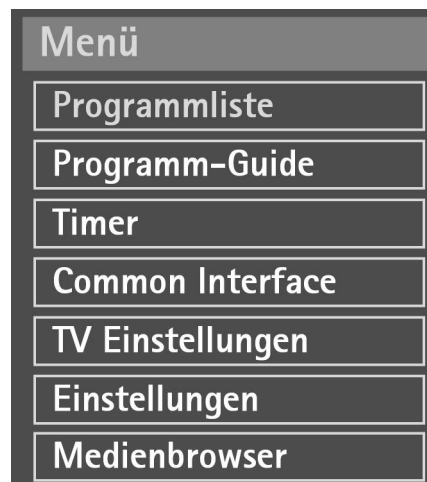 Menü
Programmliste
Programm-Guide
Timer
Common Interface
TV Einstellungen
Einstellungen
Medienbrowser